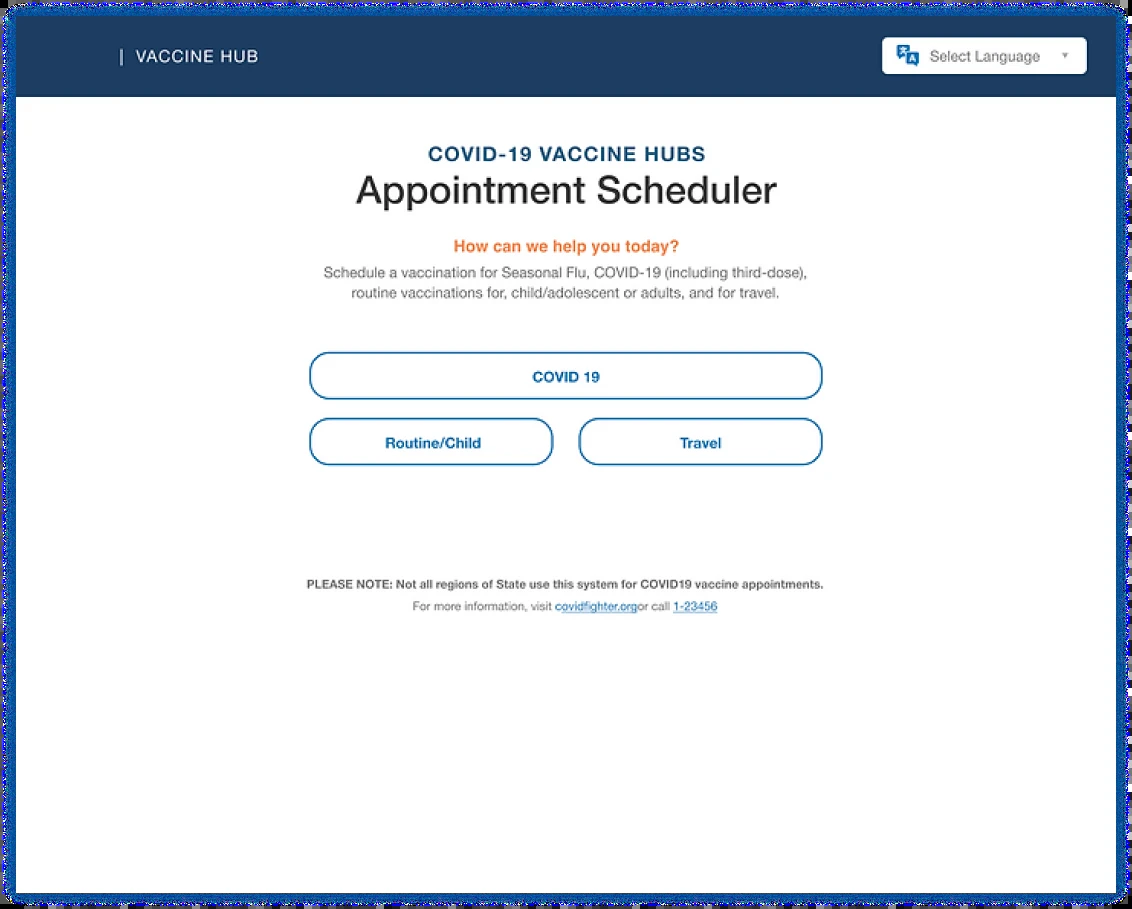 | VACCINE HUB
Select Language
COVID-19 VACCINE HUBS
Appointment Scheduler
How can we help you today?
Schedule a vaccination for Seasonal Flu, COVID-19 (including third-dose),
routine vaccinations for, child/adolescent or adults, and for travel.
COVID 19
Routine/Child
Travel
PLEASE NOTE: Not all regions of State use this system for COVID19 vaccine appointments.
For more information, visit covidfighter.orgor call 1-23456